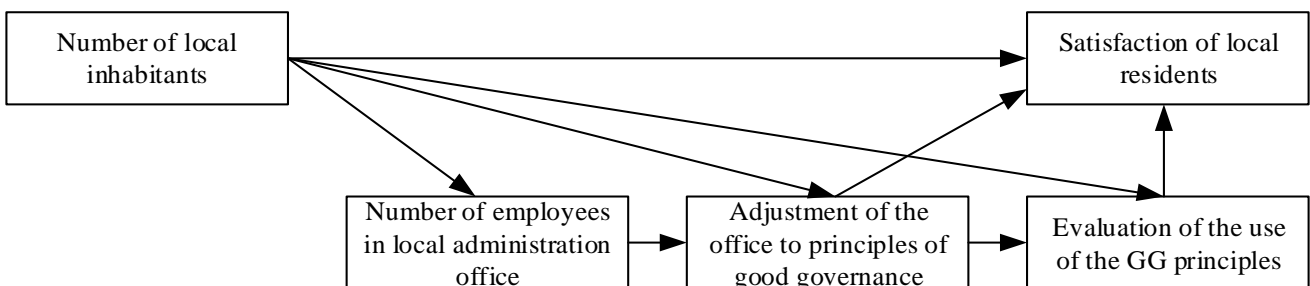 Number of local
inhabitants
Satisfaction of local
residents
Number of employees
in local administration
office
Adjustment of the
office to principles of
good governance
Evaluation of the use
of the GG principles